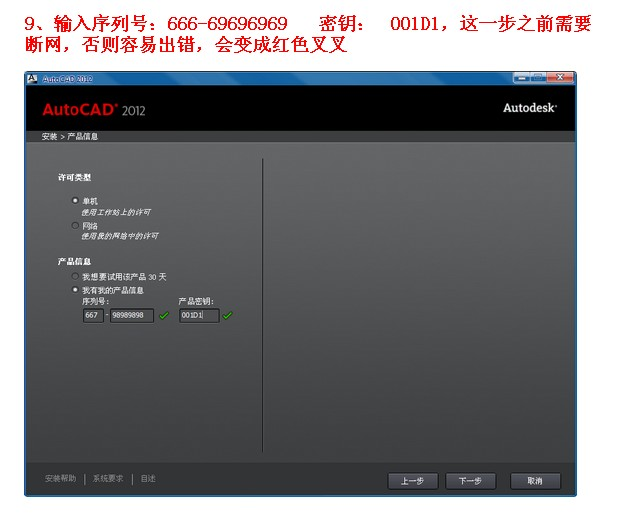 9、输入序列号：666-69696969 密钥： 001D1，这一步之前需要
断网，否则容易出错，会变成红色叉叉
AutoCAD 2012
AutoCAD 2012
Autodesk
安装 > 产品信息
许可类型
单机
使用工作站上的许可
网络
使用我的网络中的许可
产品信息
我想要试用该产品 30 天
我有我的产品信息
序列号: 产品密钥:
667 - 98989898 001D1
安装帮助 | 系统要求 | 自述
上一步 下一步 取消